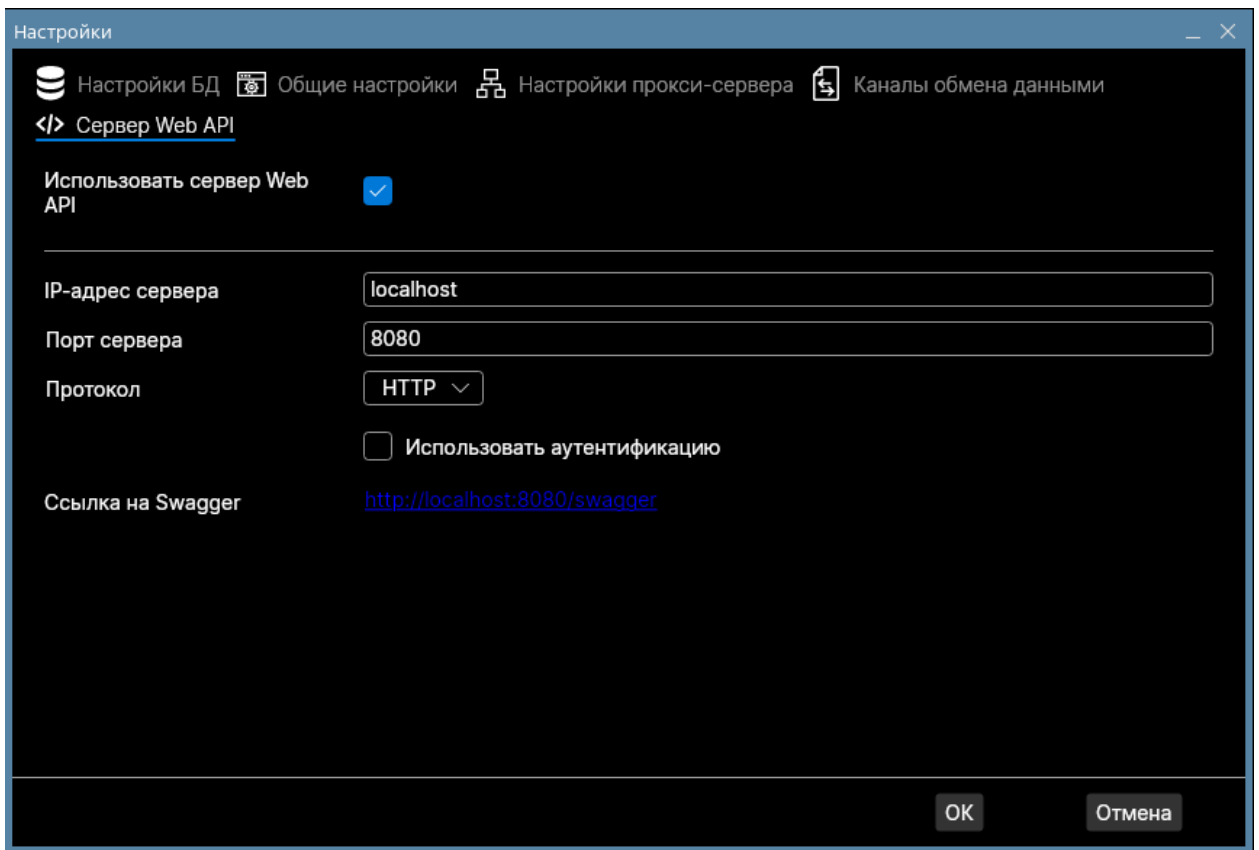 Настройки
Настройки БД Общие настройки Настройки прокси-сервера Каналы обмена данными
</> Сервер Web API
Использовать сервер Web
API
IP-адрес сервера localhost
Порт сервера 8080
Протокол HTTP
Использовать аутентификацию
Ссылка на Swagger http://localhost:8080/swagger
ОК Отмена